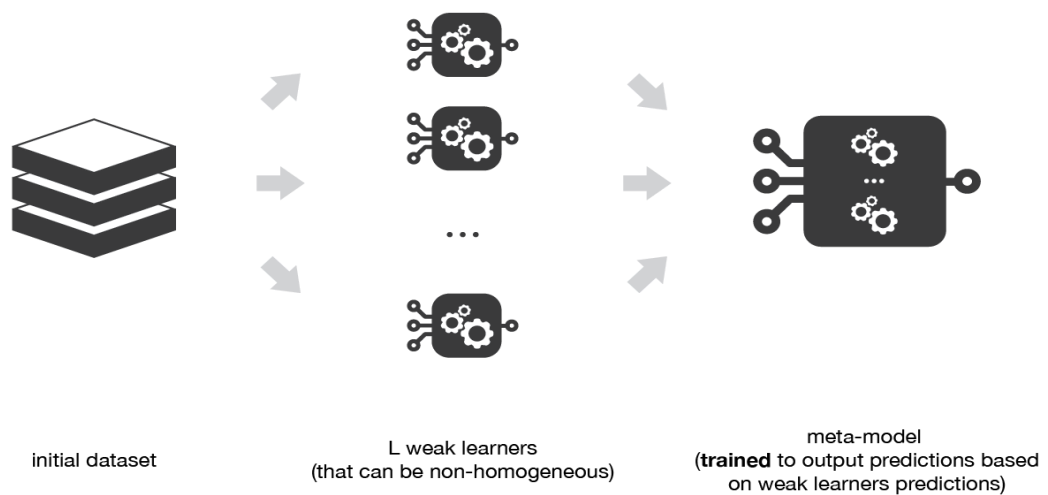 initial dataset
L weak learners
(that can be non-homogeneous)
meta-model
(trained to output predictions based
on weak learners predictions)